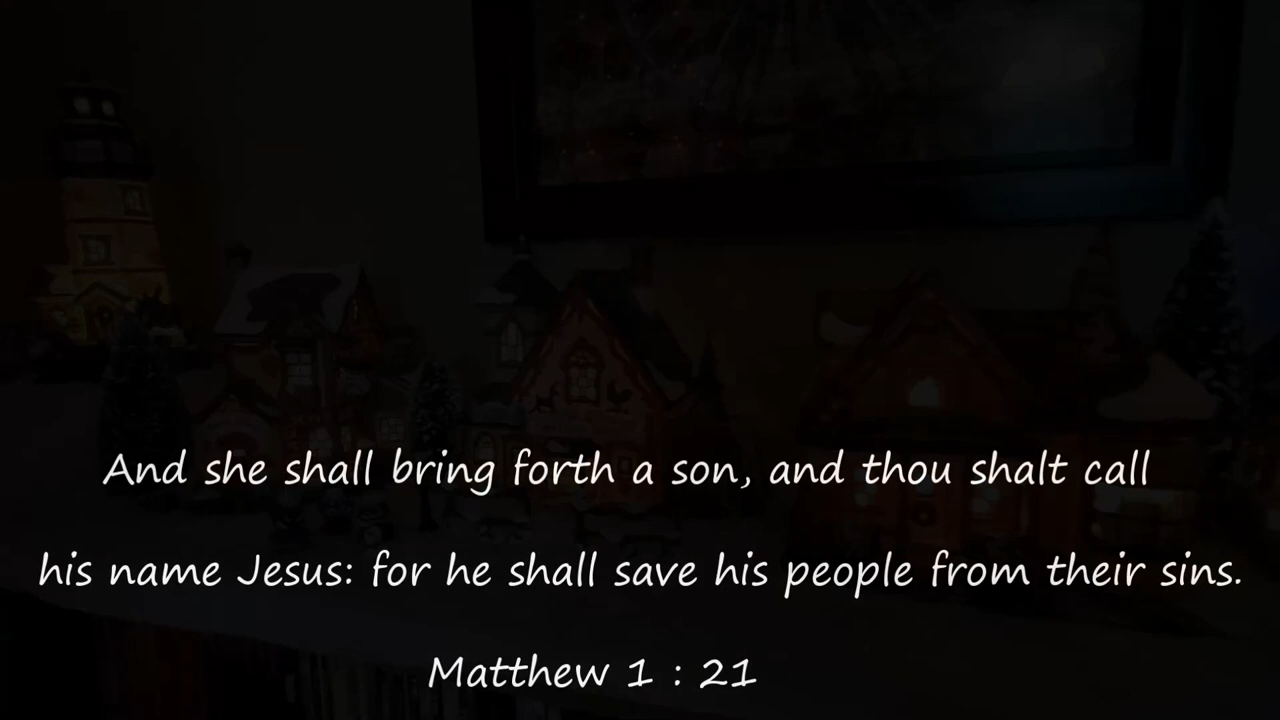 And she shall bring forth a son, and thou shalt call
his name Jesus: for he shall save his people from their sins.
Matthew 1 : 21